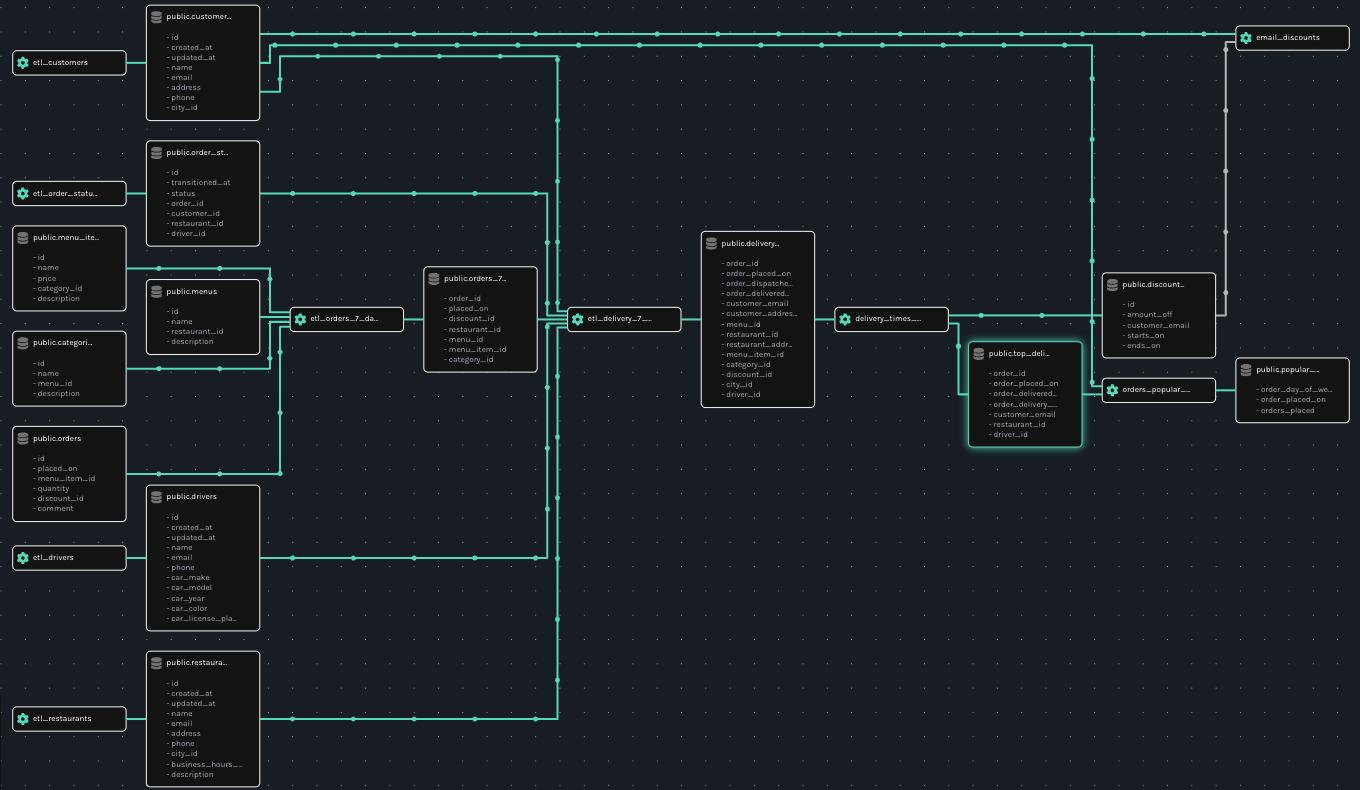 public.customer..
- id
- created_at
- updated_at
- name
- email
- address
- phone
- city_id
etl_customers
email_discounts
public.order_st..
- id
- transitioned_at
- status
- order_id
- customer_id
- restaurant_id
- driver_id
etl_order_statu..
public.menu_ite..
- id
- name
- price
- category_id
- description
public.menus
- id
- name
- restaurant_id
- description
public.categori..
- id
- name
- menu_id
- description
etl_orders_7_da..
public.orders_7..
- order_id
- placed_on
- discount_id
- restaurant_id
- menu_id
- menu_item_id
- category_id
etl_delivery_7_..
public.delivery..
- order_id
- order_placed_on
- order_dispatche..
- order_delivered..
- customer_email
- customer_addres..
- menu_id
- restaurant_id
- restaurant_addr..
- menu_item_id
- category_id
- discount_id
- city_id
- driver_id
delivery_times_..
public.discount..
- id
- amount_off
- customer_email
- starts_on
- ends_on
public.top_deli..
- order_id
- order_placed_on
- order_delivered..
- order_delivery_..
- customer_email
- restaurant_id
- driver_id
orders_popular_..
public.popular_..
- order_day_of_we..
- order_placed_on
- orders_placed
public.orders
- id
- placed_on
- menu_item_id
- quantity
- discount_id
- comment
public.drivers
- id
- created_at
- updated_at
- name
- email
- phone
- car_make
- car_model
- car_year
- car_color
- car_license_pla..
etl_drivers
public.restaura..
- id
- created_at
- updated_at
- name
- email
- address
- phone
- city_id
- business_hours_..
- description
etl_restaurants